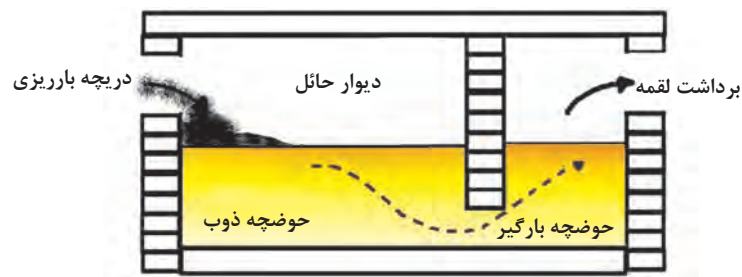 دیوار حائل
برداشت لقمه
دریچه بارریزی
حوضچه بارگیر
حوضچه ذوب